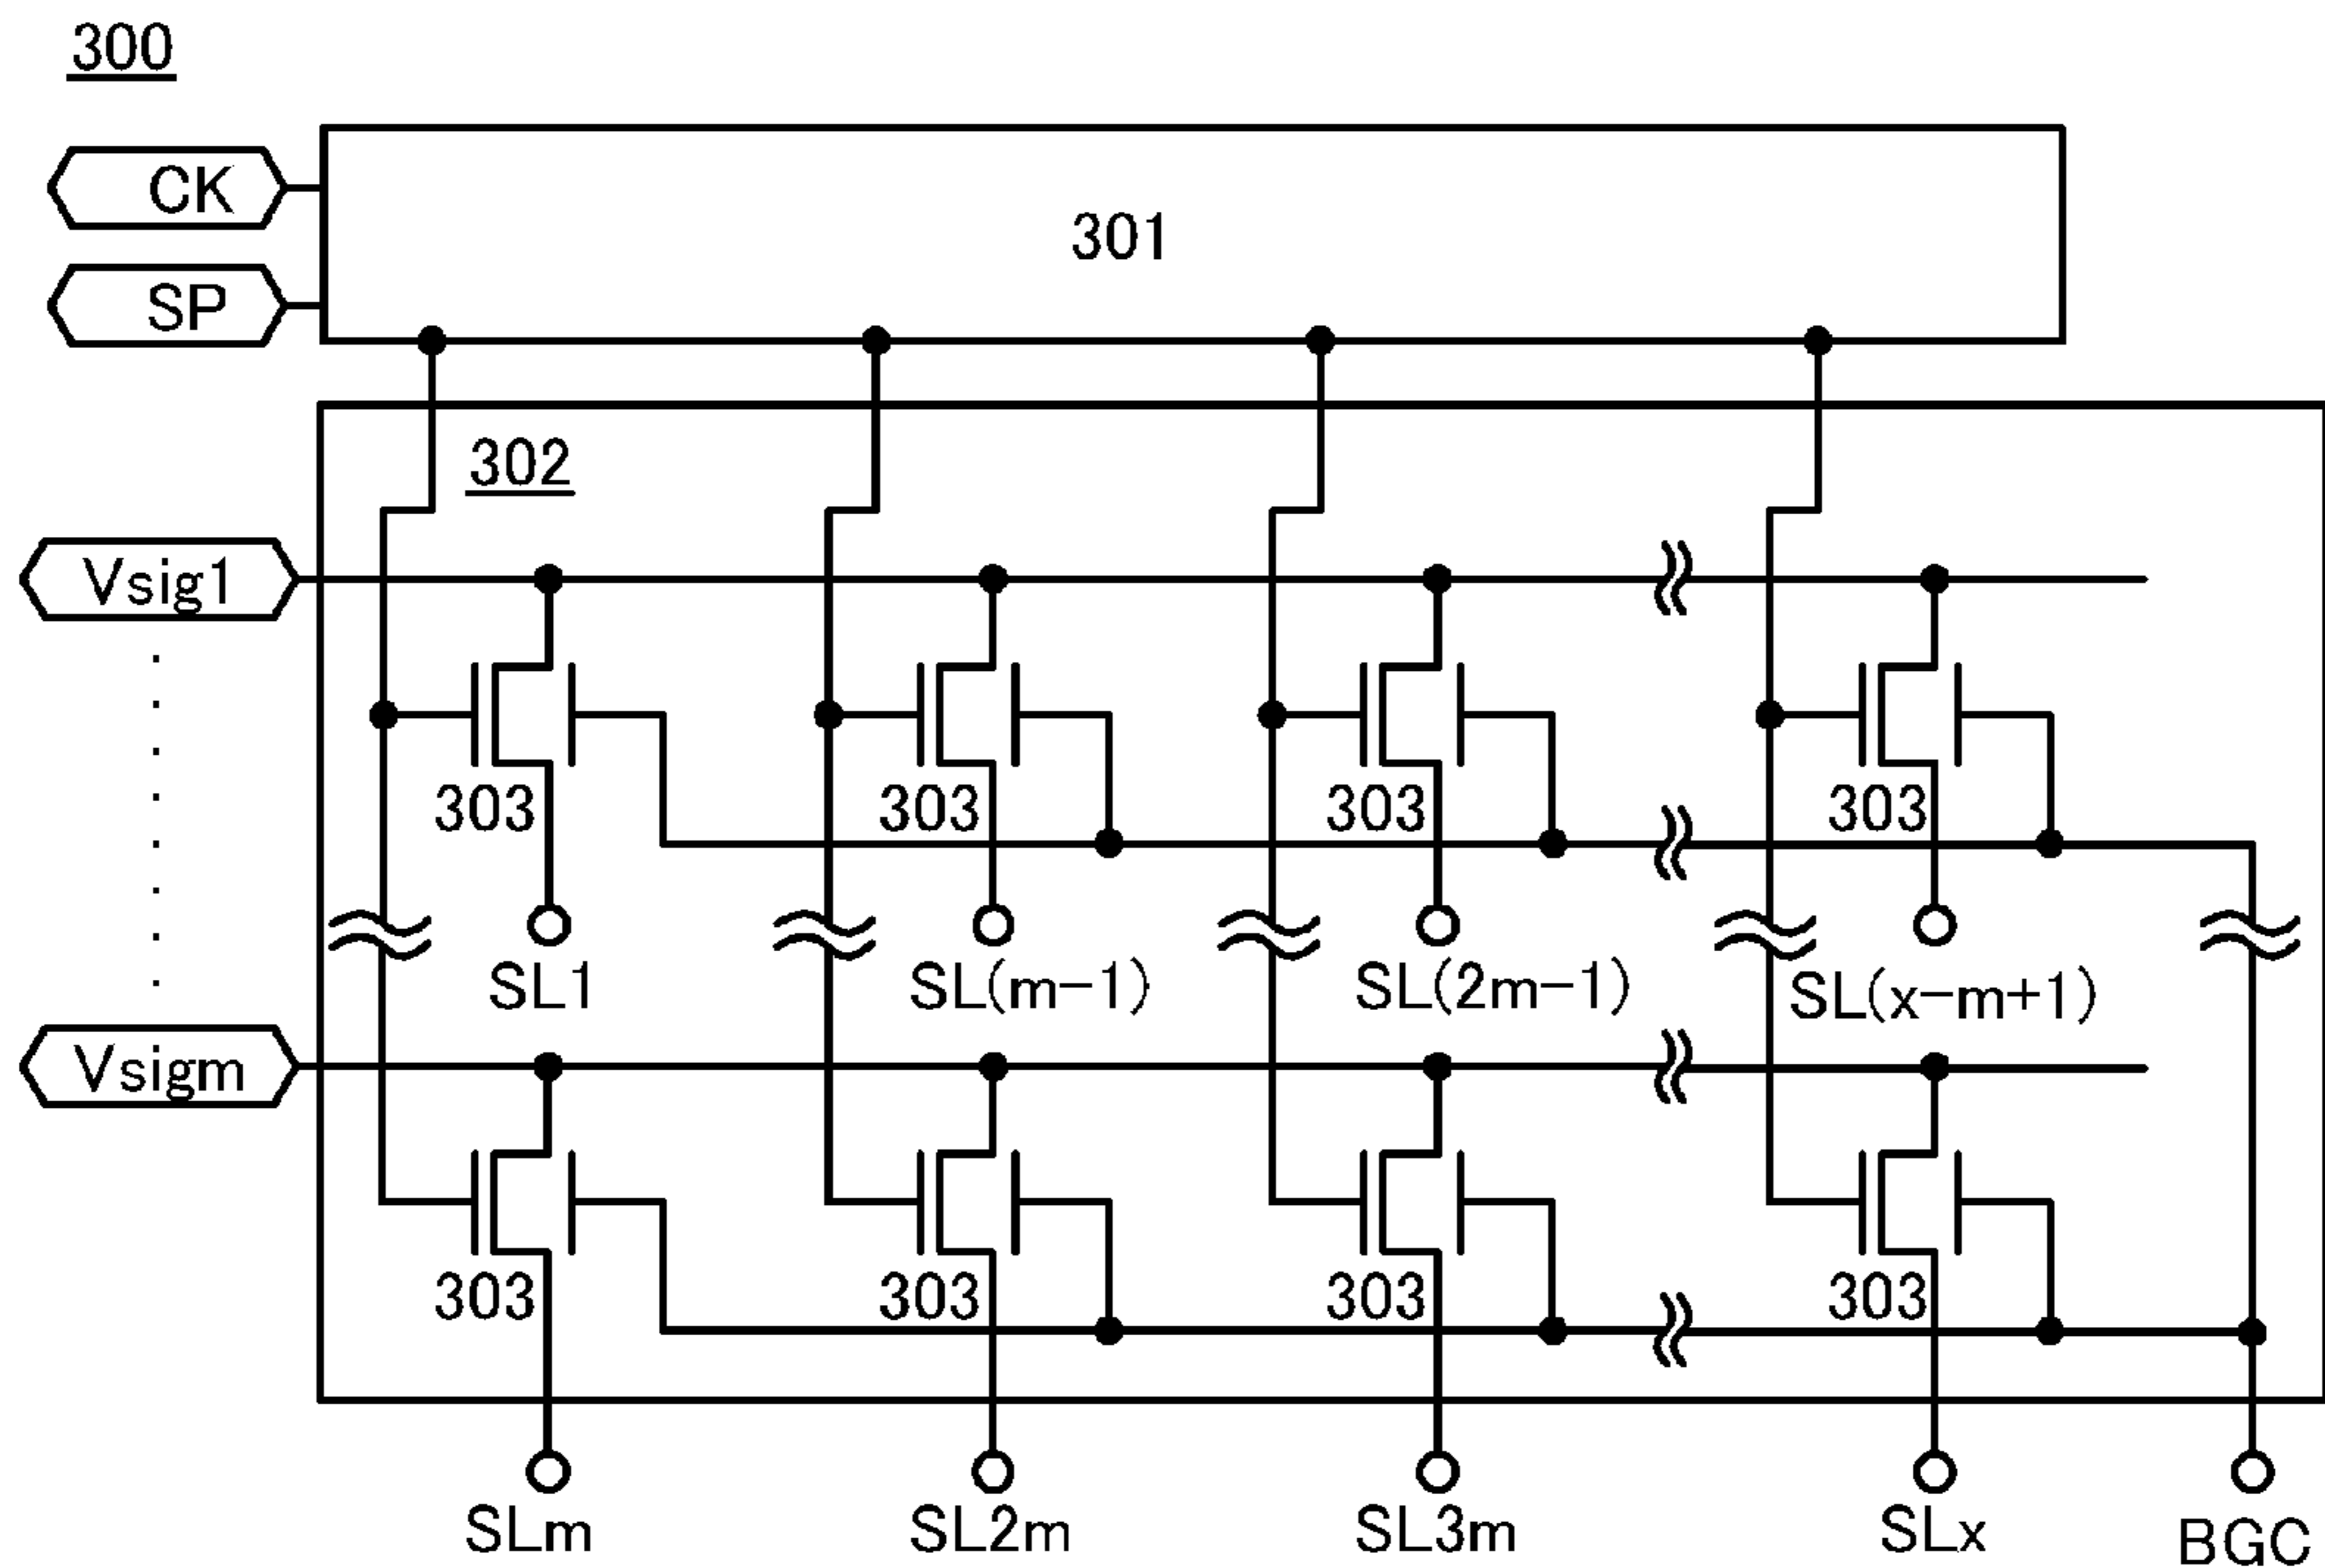 300
CK
301
SP
302
Vsig1
303 303 303 303
SL1 SL(m-1) SL(2m-1) SL(x-m+1)
Vsigm
303 303 303 303
SLm SL2m SL3m SLx BGC